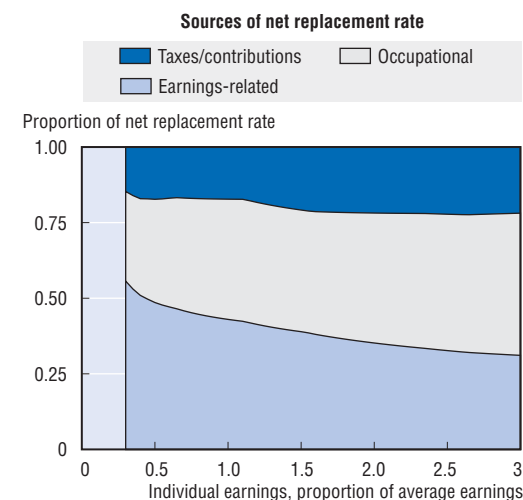 Sources of net replacement rate
Taxes/contributions Occupational
Earnings-related
Proportion of net replacement rate
1.00
0.75
0.50
0.25
0
0 0.5 1.0 1.5 2.0 2.5 3
Individual earnings, proportion of average earnings